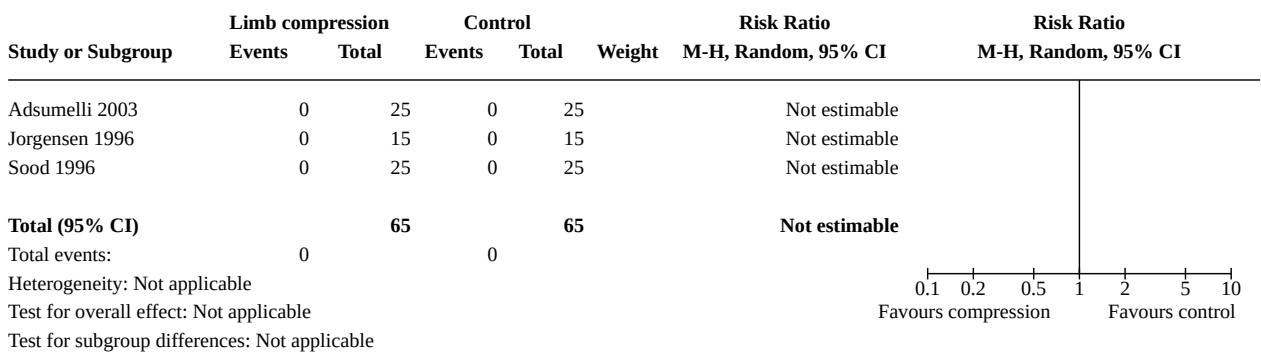 Limb compression Control Risk Ratio Risk Ratio
Study or Subgroup Events Total Events Total Weight M-H, Random, 95% CI M-H, Random, 95% CI
Adsumelli 2003 0 25 0 25 Not estimable
Jorgensen 1996 0 15 0 15 Not estimable
Sood 1996 0 25 0 25 Not estimable
Total (95% CI) 65 65 Not estimable
Total events: 0 0
Heterogeneity: Not applicable
0.1 0.2 0.5 1 2 5 10
Test for overall effect: Not applicable Favours compression Favours control
Test for subgroup differences: Not applicable